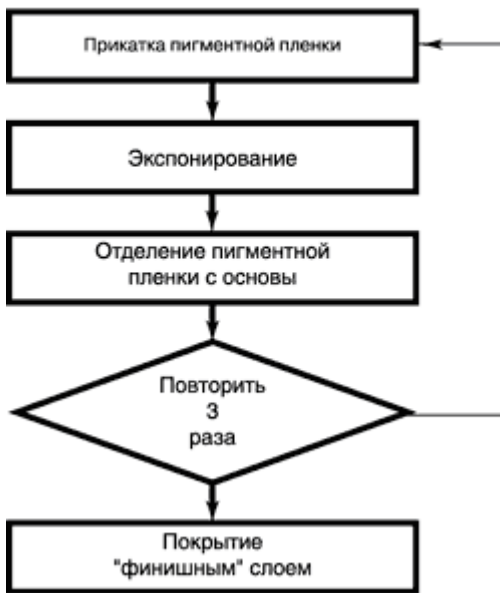 Прикатка пигментной пленки
Экспонирование
Отделение пигментной
пленки с основы
Повторить
3
раза
Покрытие
"финишным" слоем